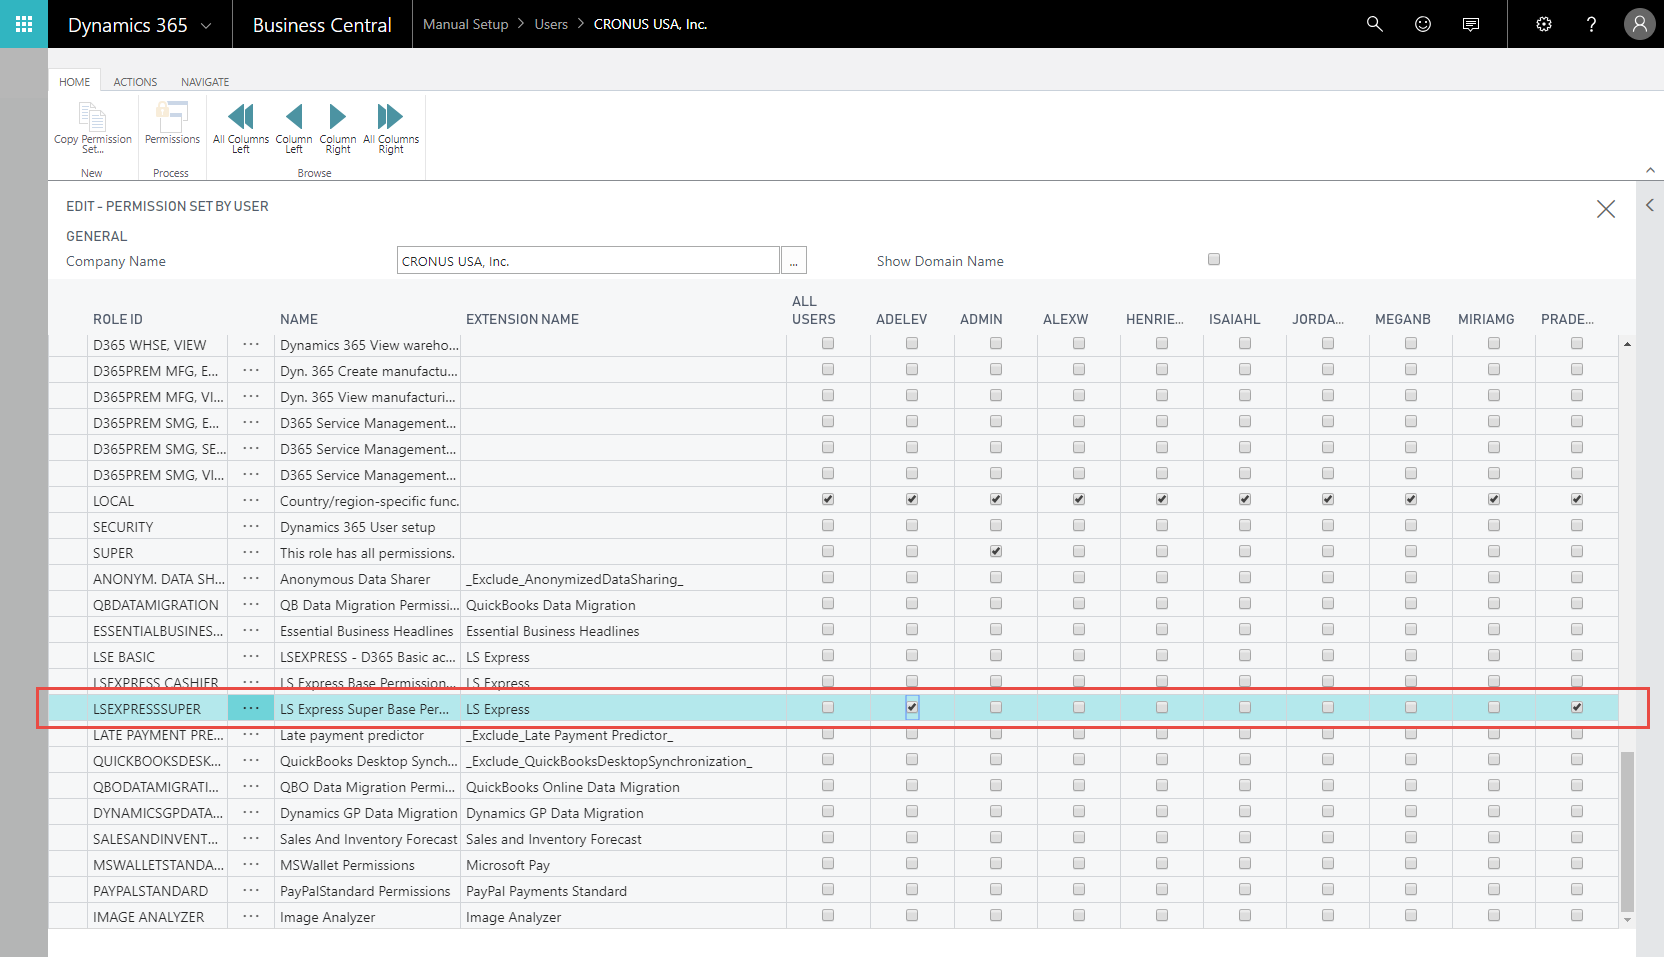 Dynamics 365 Business Central Manual Setup > Users > CRONUS USA, Inc. ?
HOME ACTIONS NAVIGATE
Copy Permission Set...
Permissions
All Columns Left
Column Left
Column Right
All Columns Right
New Process Browse
EDIT - PERMISSION SET BY USER
GENERAL
Company Name CRONUS USA, Inc. ... Show Domain Name
ROLE ID NAME EXTENSION NAME ALL USERS ADELEV ADMIN ALEXW HENRIE... ISAIAHL JORDA... MEGANB MIRIAMG PRADE...
D365 WHSE, VIEW ··· Dynamics 365 View wareho...
D365PREM MFG, E... ··· Dyn. 365 Create manufactu...
D365PREM MFG, VI... ··· Dyn. 365 View manufacturi...
D365PREM SMG, E... ··· D365 Service Management...
D365PREM SMG, SE... ··· D365 Service Management...
D365PREM SMG, VI... ··· D365 Service Management...
LOCAL ··· Country/region-specific func.
SECURITY ··· Dynamics 365 User setup
SUPER ··· This role has all permissions.
ANONYM. DATA SH... ··· Anonymous Data Sharer _Exclude_AnonymizedDataSharing_
QBDATAMIGRATION ··· QB Data Migration Permissi... QuickBooks Data Migration
ESSENTIALBUSINES... ··· Essential Business Headlines Essential Business Headlines
LSE BASIC ··· LSEXPRESS - D365 Basic ac... LS Express
LSEXPRESS CASHIER ··· LS Express Base Permission... LS Express
LSEXPRESSSUPER ··· LS Express Super Base Per... LS Express
LATE PAYMENT PRE... ··· Late payment predictor _Exclude_Late Payment Predictor_
QUICKBOOKSDESK... ··· QuickBooks Desktop Synch... _Exclude_QuickBooksDesktopSynchronization_
QBODATAMIGRATI... ··· QBO Data Migration Permi... QuickBooks Online Data Migration
DYNAMICSGPDATA... ··· Dynamics GP Data Migration Dynamics GP Data Migration
SALESANDINVENT... ··· Sales And Inventory Forecast Sales and Inventory Forecast
MSWALLETSTANDA... ··· MSWallet Permissions Microsoft Pay
PAYPALSTANDARD ··· PayPalStandard Permissions PayPal Payments Standard
IMAGE ANALYZER ··· Image Analyzer Image Analyzer